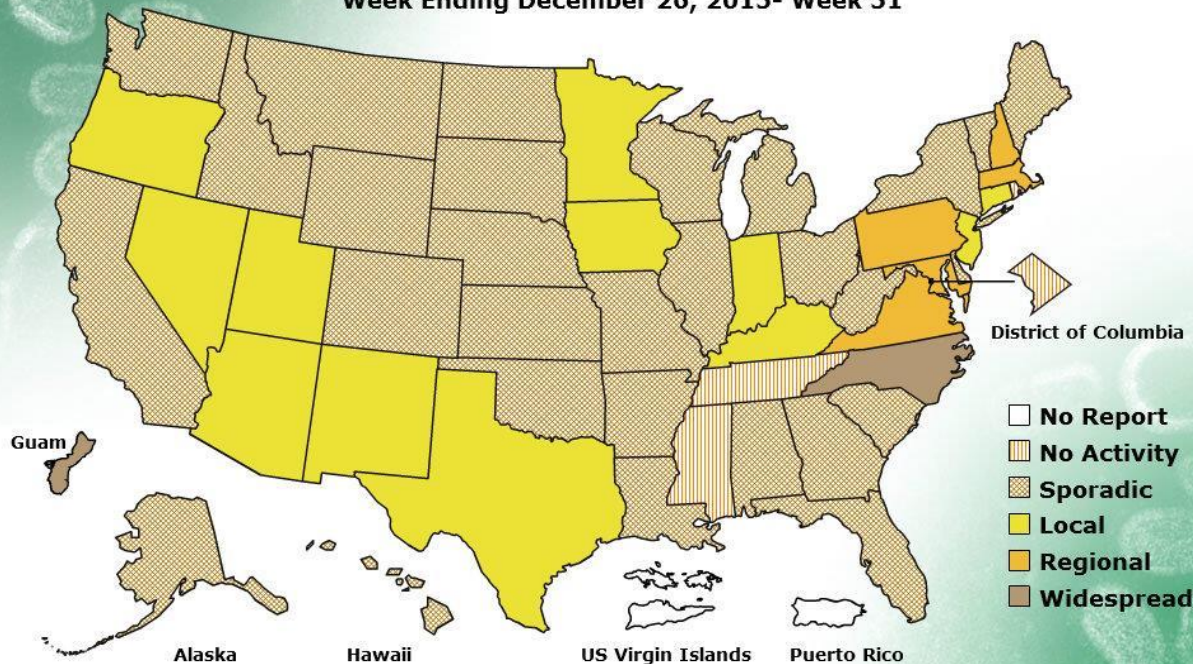 Week Ending December 26, 2015- Week 51
District of Columbia
No Report
Guam
No Activity
Sporadic
Local
Regional
Widespread
Alaska
Hawaii
US Virgin Islands
Puerto Rico